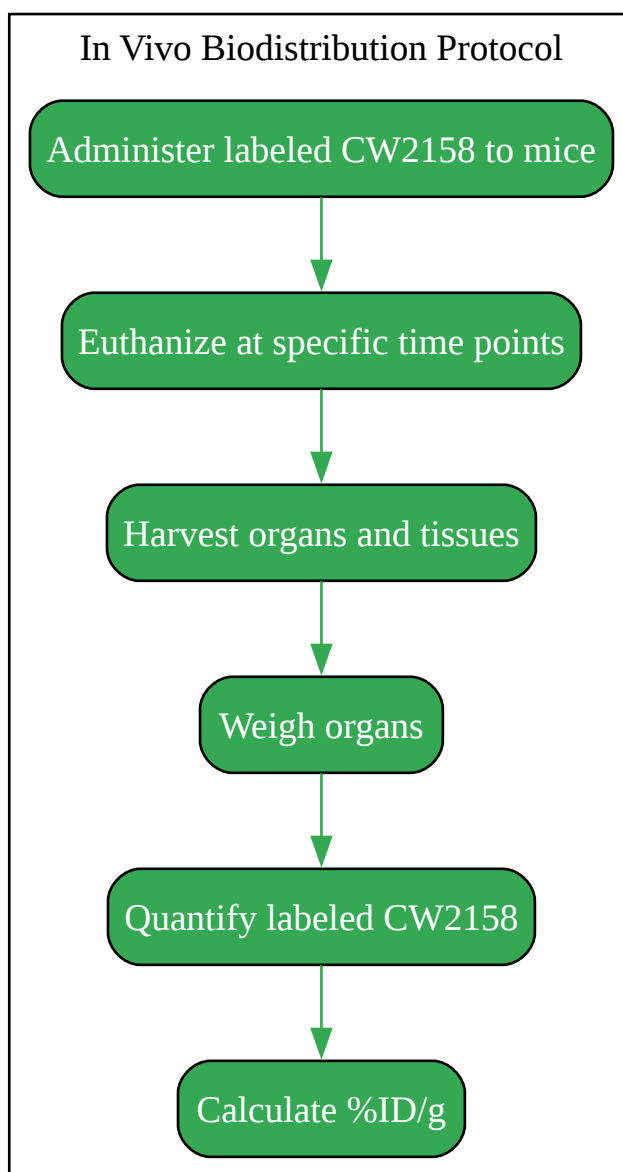 In Vivo Biodistribution Protocol
Administer labeled CW2158 to mice
Euthanize at specific time points
Harvest organs and tissues
Weigh organs
Quantify labeled CW2158
Calculate %ID/g